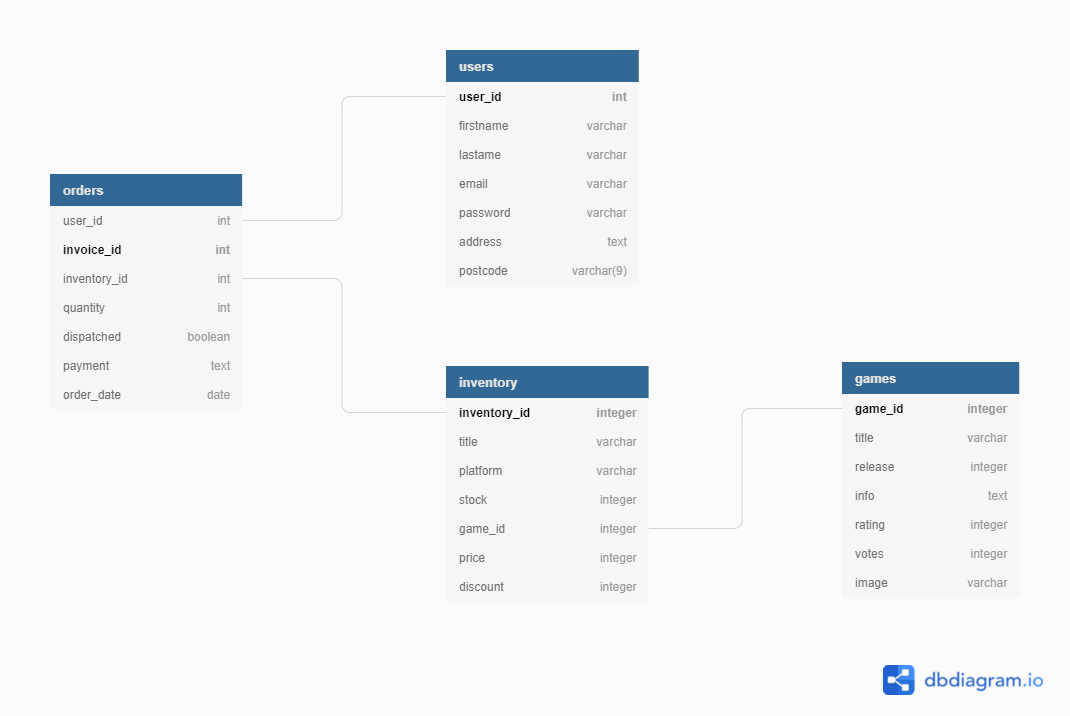 users
user_id int
firstname varchar
lastame varchar
email varchar
password varchar
address text
postcode varchar(9)
orders
user_id int
invoice_id int
inventory_id int
quantity int
dispatched boolean
payment text
order_date date
inventory
inventory_id integer
title varchar
platform varchar
stock integer
game_id integer
price integer
discount integer
games
game_id integer
title varchar
release integer
info text
rating integer
votes integer
image varchar
dbdiagram.io